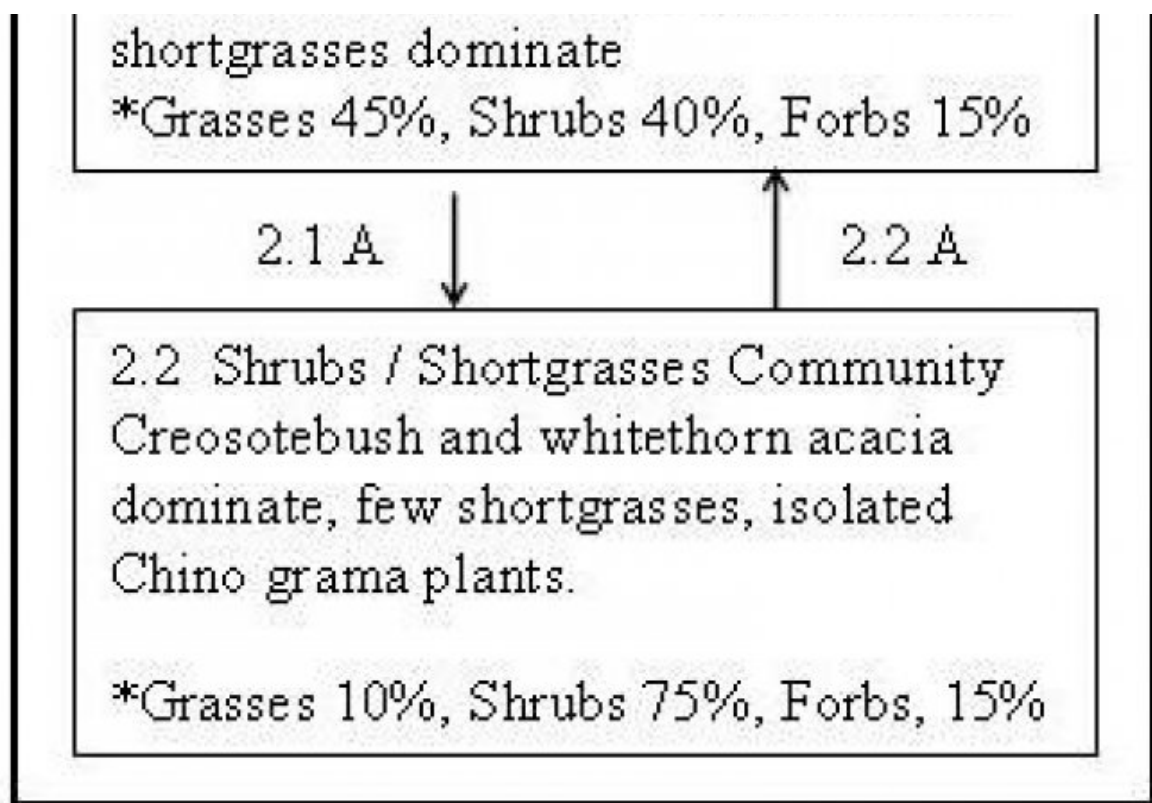 shortgrasses dominate
*Grasses 45%, Shrubs 40%, Forbs 15%
2.1 A
2.2 A
2.2 Shrubs / Shortgrasses Community
Creosotebush and whitethorn acacia
dominate, few shortgrasses, isolated
Chino grama plants.
*Grasses 10%, Shrubs 75%, Forbs, 15%